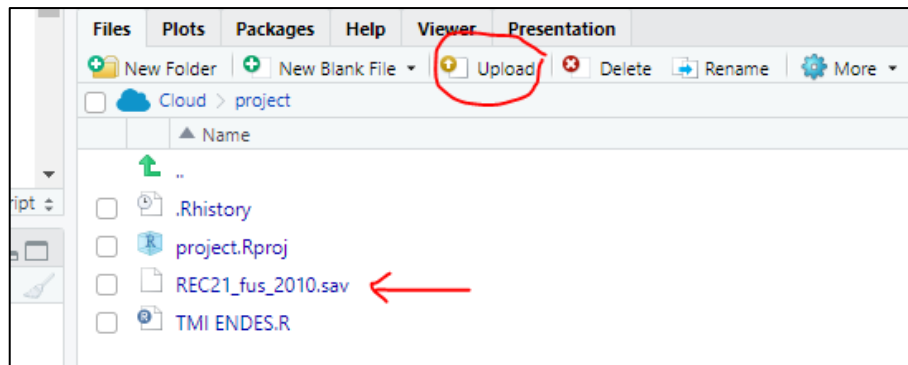 Files Plots Packages Help Viewer Presentation
New Folder New Blank File Upload Delete Rename More
Cloud > project
Name
..
ript
.Rhistory
project.Rproj
REC21_fus_2010.sav
TMI ENDES.R